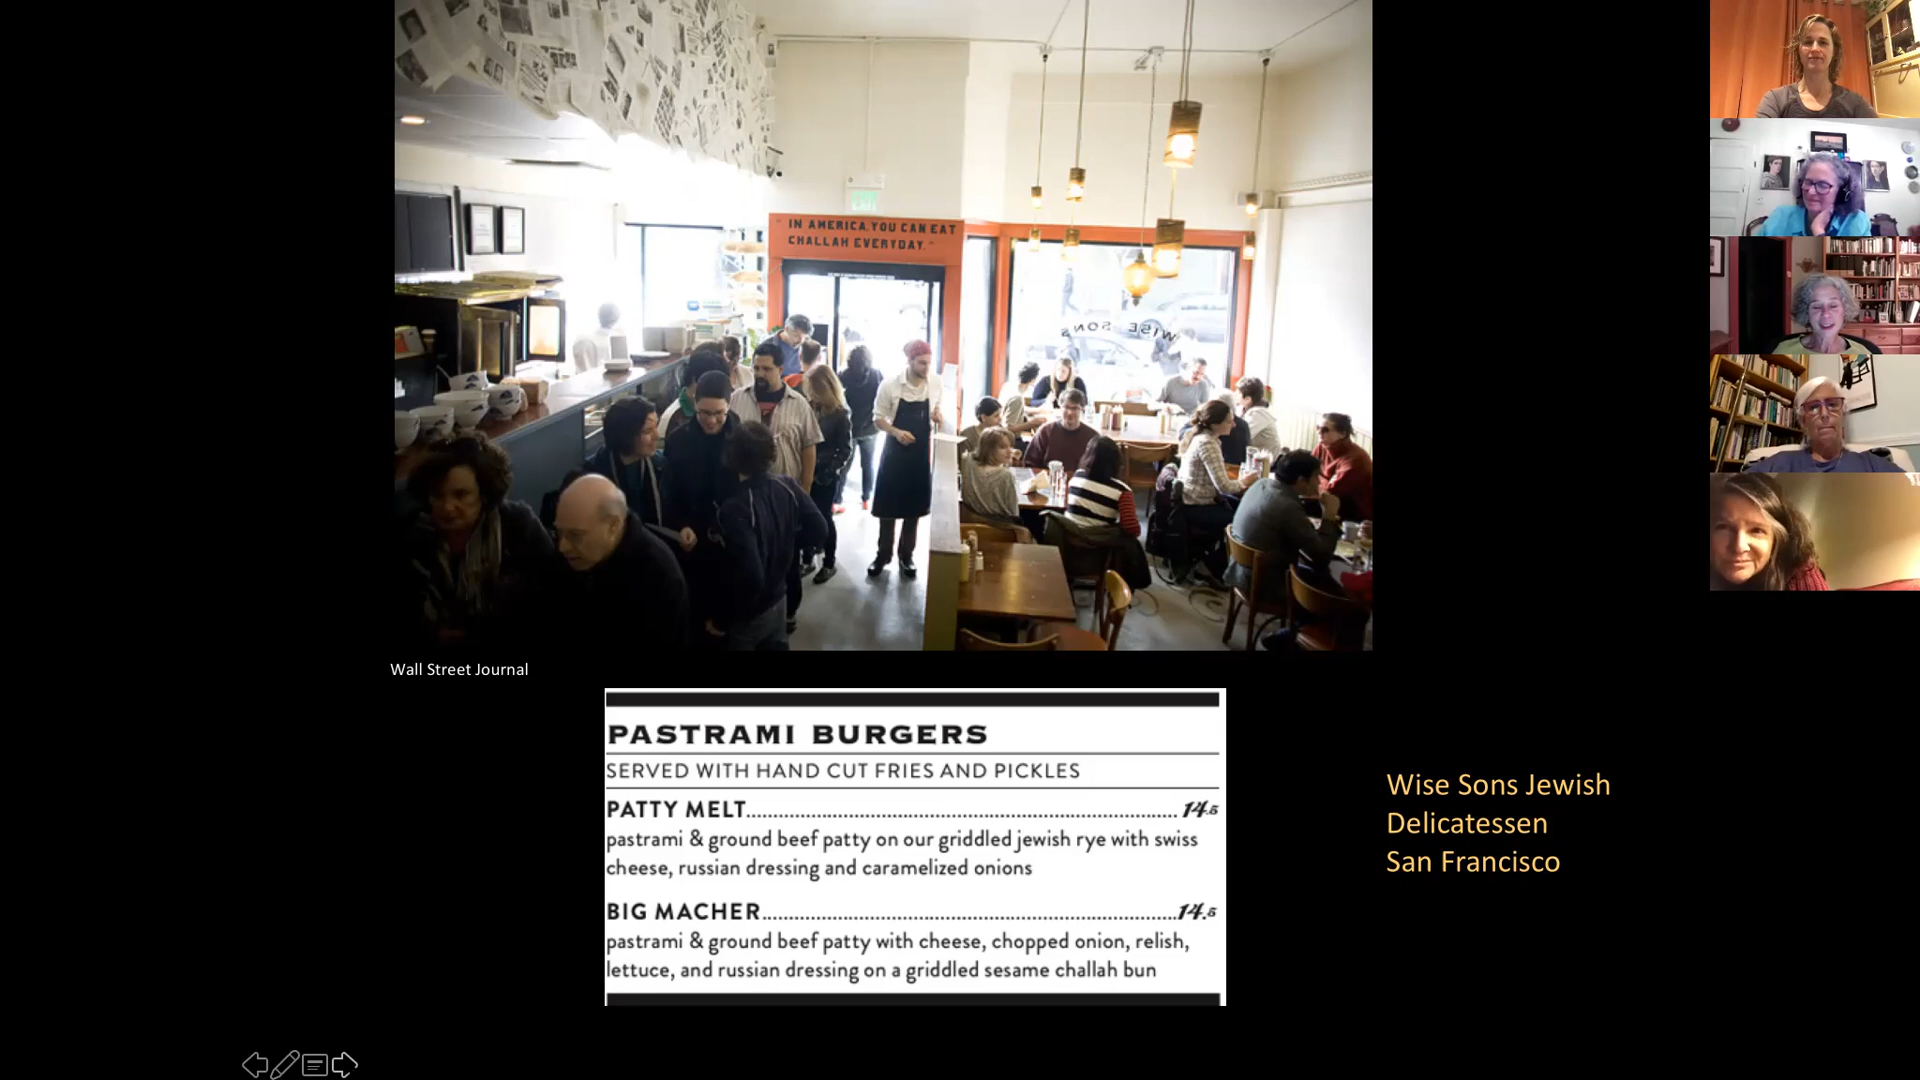 " IN AMERICA, YOU CAN EAT
CHALLAH EVERYDAY. "
EXIT
WISE SONS
Wall Street Journal
PASTRAMI BURGERS
SERVED WITH HAND CUT FRIES AND PICKLES
PATTY MELT 14.5
pastrami & ground beef patty on our griddled jewish rye with swiss
cheese, russian dressing and caramelized onions
BIG MACHER 14.5
pastrami & ground beef patty with cheese, chopped onion, relish,
lettuce, and russian dressing on a griddled sesame challah bun
Wise Sons Jewish
Delicatessen
San Francisco